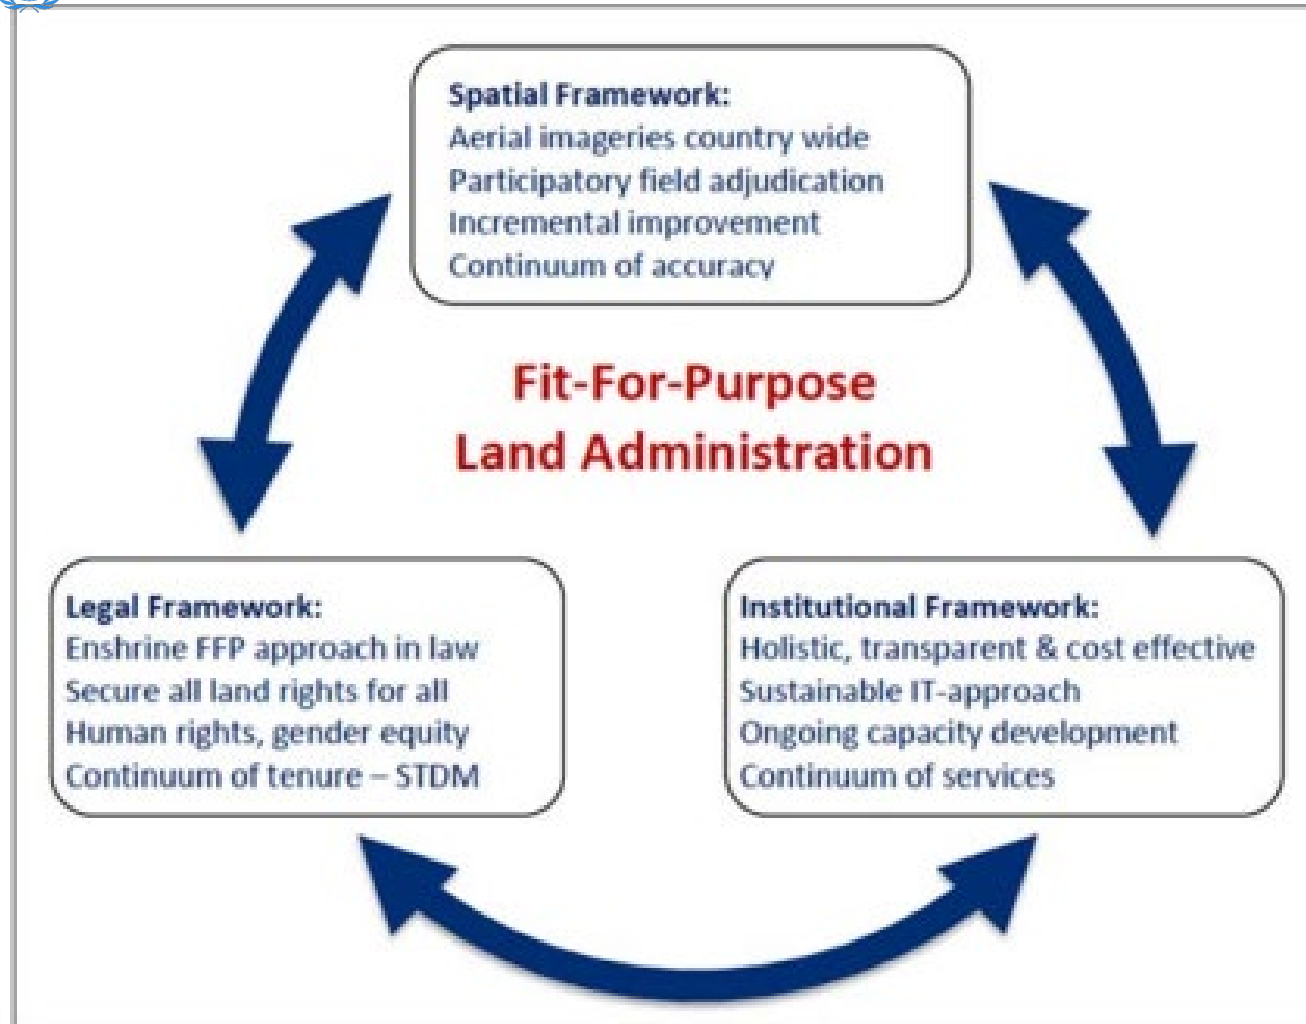 Spatial Framework:
Aerial imageries country wide
Participatory field adjudication
Incremental improvement
Continuum of accuracy
Fit-For-Purpose
Land Administration
Legal Framework:
Enshrine FFP approach in law
Secure all land rights for all
Human rights, gender equity
Continuum of tenure – STDM
Institutional Framework:
Holistic, transparent & cost effective
Sustainable IT-approach
Ongoing capacity development
Continuum of services